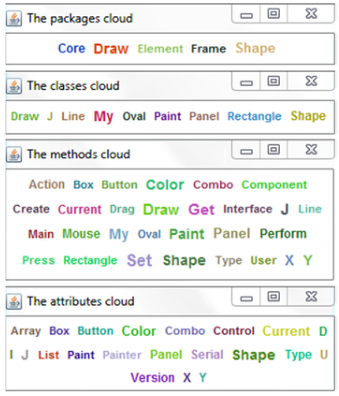 The packages cloud
Core Draw Element Frame Shape
The classes cloud
Draw J Line My Oval Paint Panel Rectangle Shape
The methods cloud
Action Box Button Color Combo Component
Create Current Drag Draw Get Interface J Line
Main Mouse My Oval Paint Panel Perform
Press Rectangle Set Shape Type User X Y
The attributes cloud
Array Box Button Color Combo Control Current D
I J List Paint Painter Panel Serial Shape Type U
Version X Y